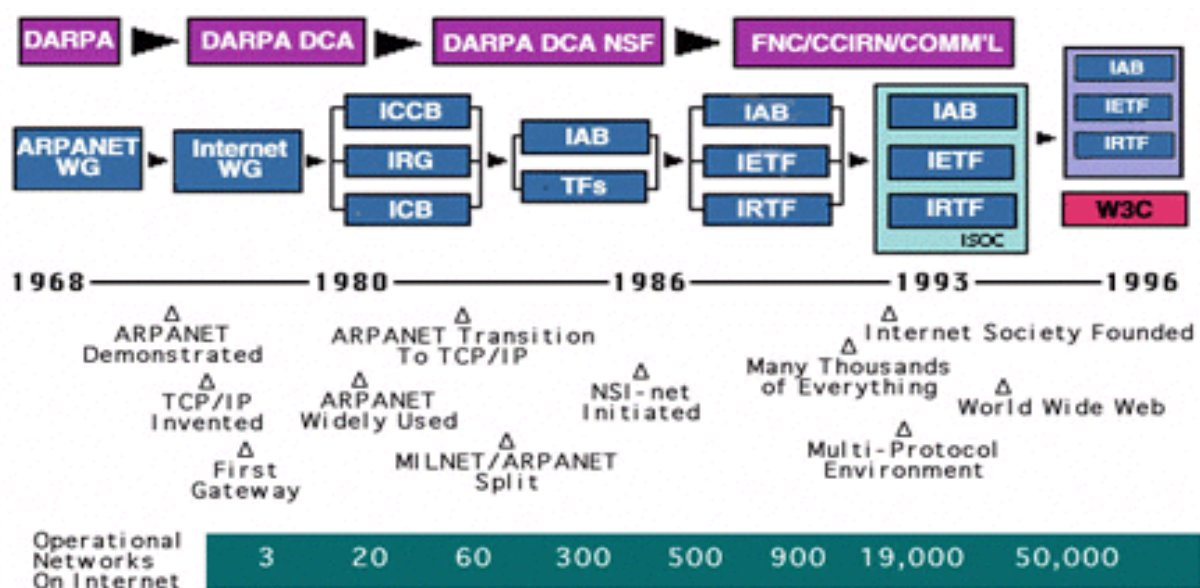 DARPA
DARPA DCA
DARPA DCA NSF
FNC/CCIRN/COMM'L
ARPANET
WG
Internet
WG
ICCB
IRG
ICB
IAB
TFs
IAB
IETF
IRTF
IAB
IETF
IRTF
ISOC
IAB
IETF
IRTF
W3C
1968
1980
1986
1993
1996
ARPANET
Demonstrated
TCP/IP
Invented
First
Gateway
ARPANET Transition
To TCP/IP
ARPANET
Widely Used
MILNET/ARPANET
Split
NSI-net
Initiated
Internet Society Founded
Many Thousands
of Everything
World Wide Web
Multi-Protocol
Environment
Operational
Networks
On Internet
3 20 60 300 500 900 19,000 50,000